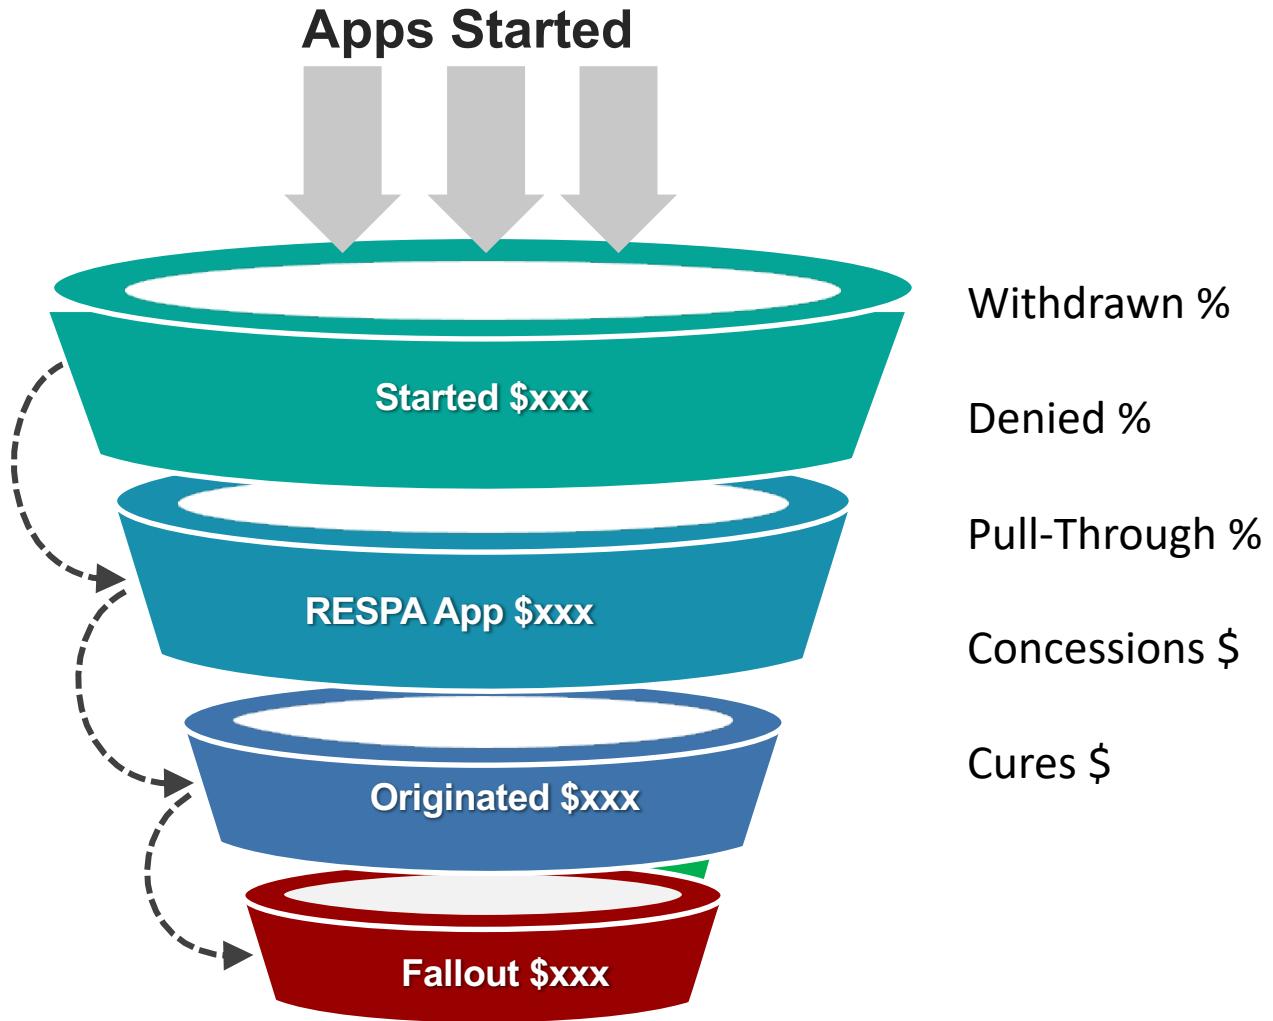 Apps Started
Started $xxx
RESPA App $xxx
Originated $xxx
Fallout $xxx
Withdrawn %
Denied %
Pull-Through %
Concessions $
Cures $